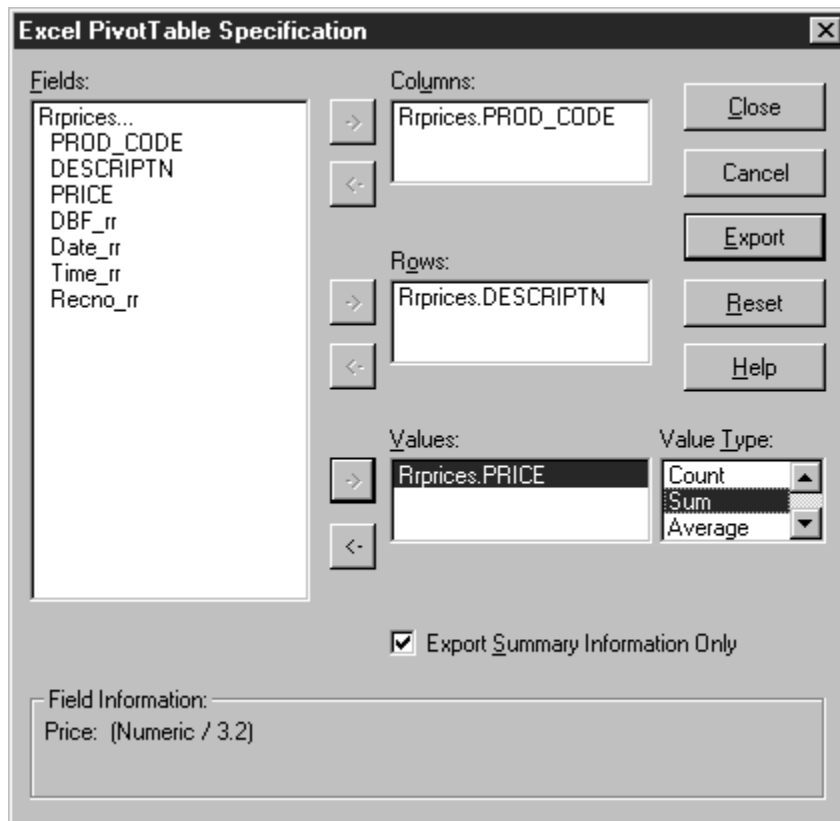 Excel PivotTable Specification
Fields:
Rrprices...
PROD_CODE
DESCRIPTN
PRICE
DBF_rr
Date_rr
Time_rr
Recno_rr
->
<-
Columns:
Rrprices.PROD_CODE
->
<-
Rows:
Rrprices.DESCRIPTN
->
<-
Values:
Rrprices.PRICE
Value Type:
Count
Sum
Average
Close
Cancel
Export
Reset
Help
Export Summary Information Only
Field Information:
Price: (Numeric / 3.2)